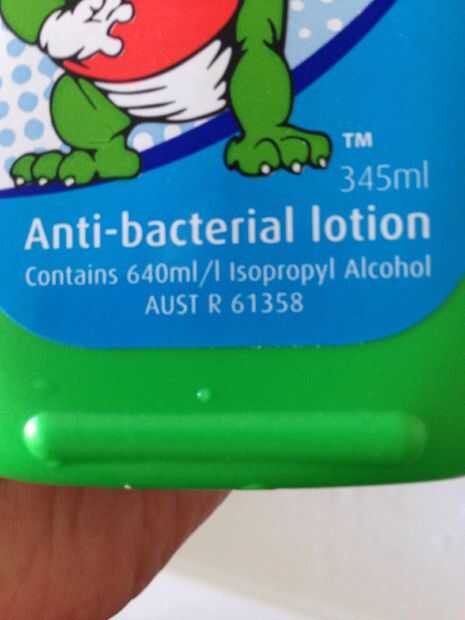 TM
345ml
Anti-bacterial lotion
Contains 640ml/l Isopropyl Alcohol
AUST R 61358